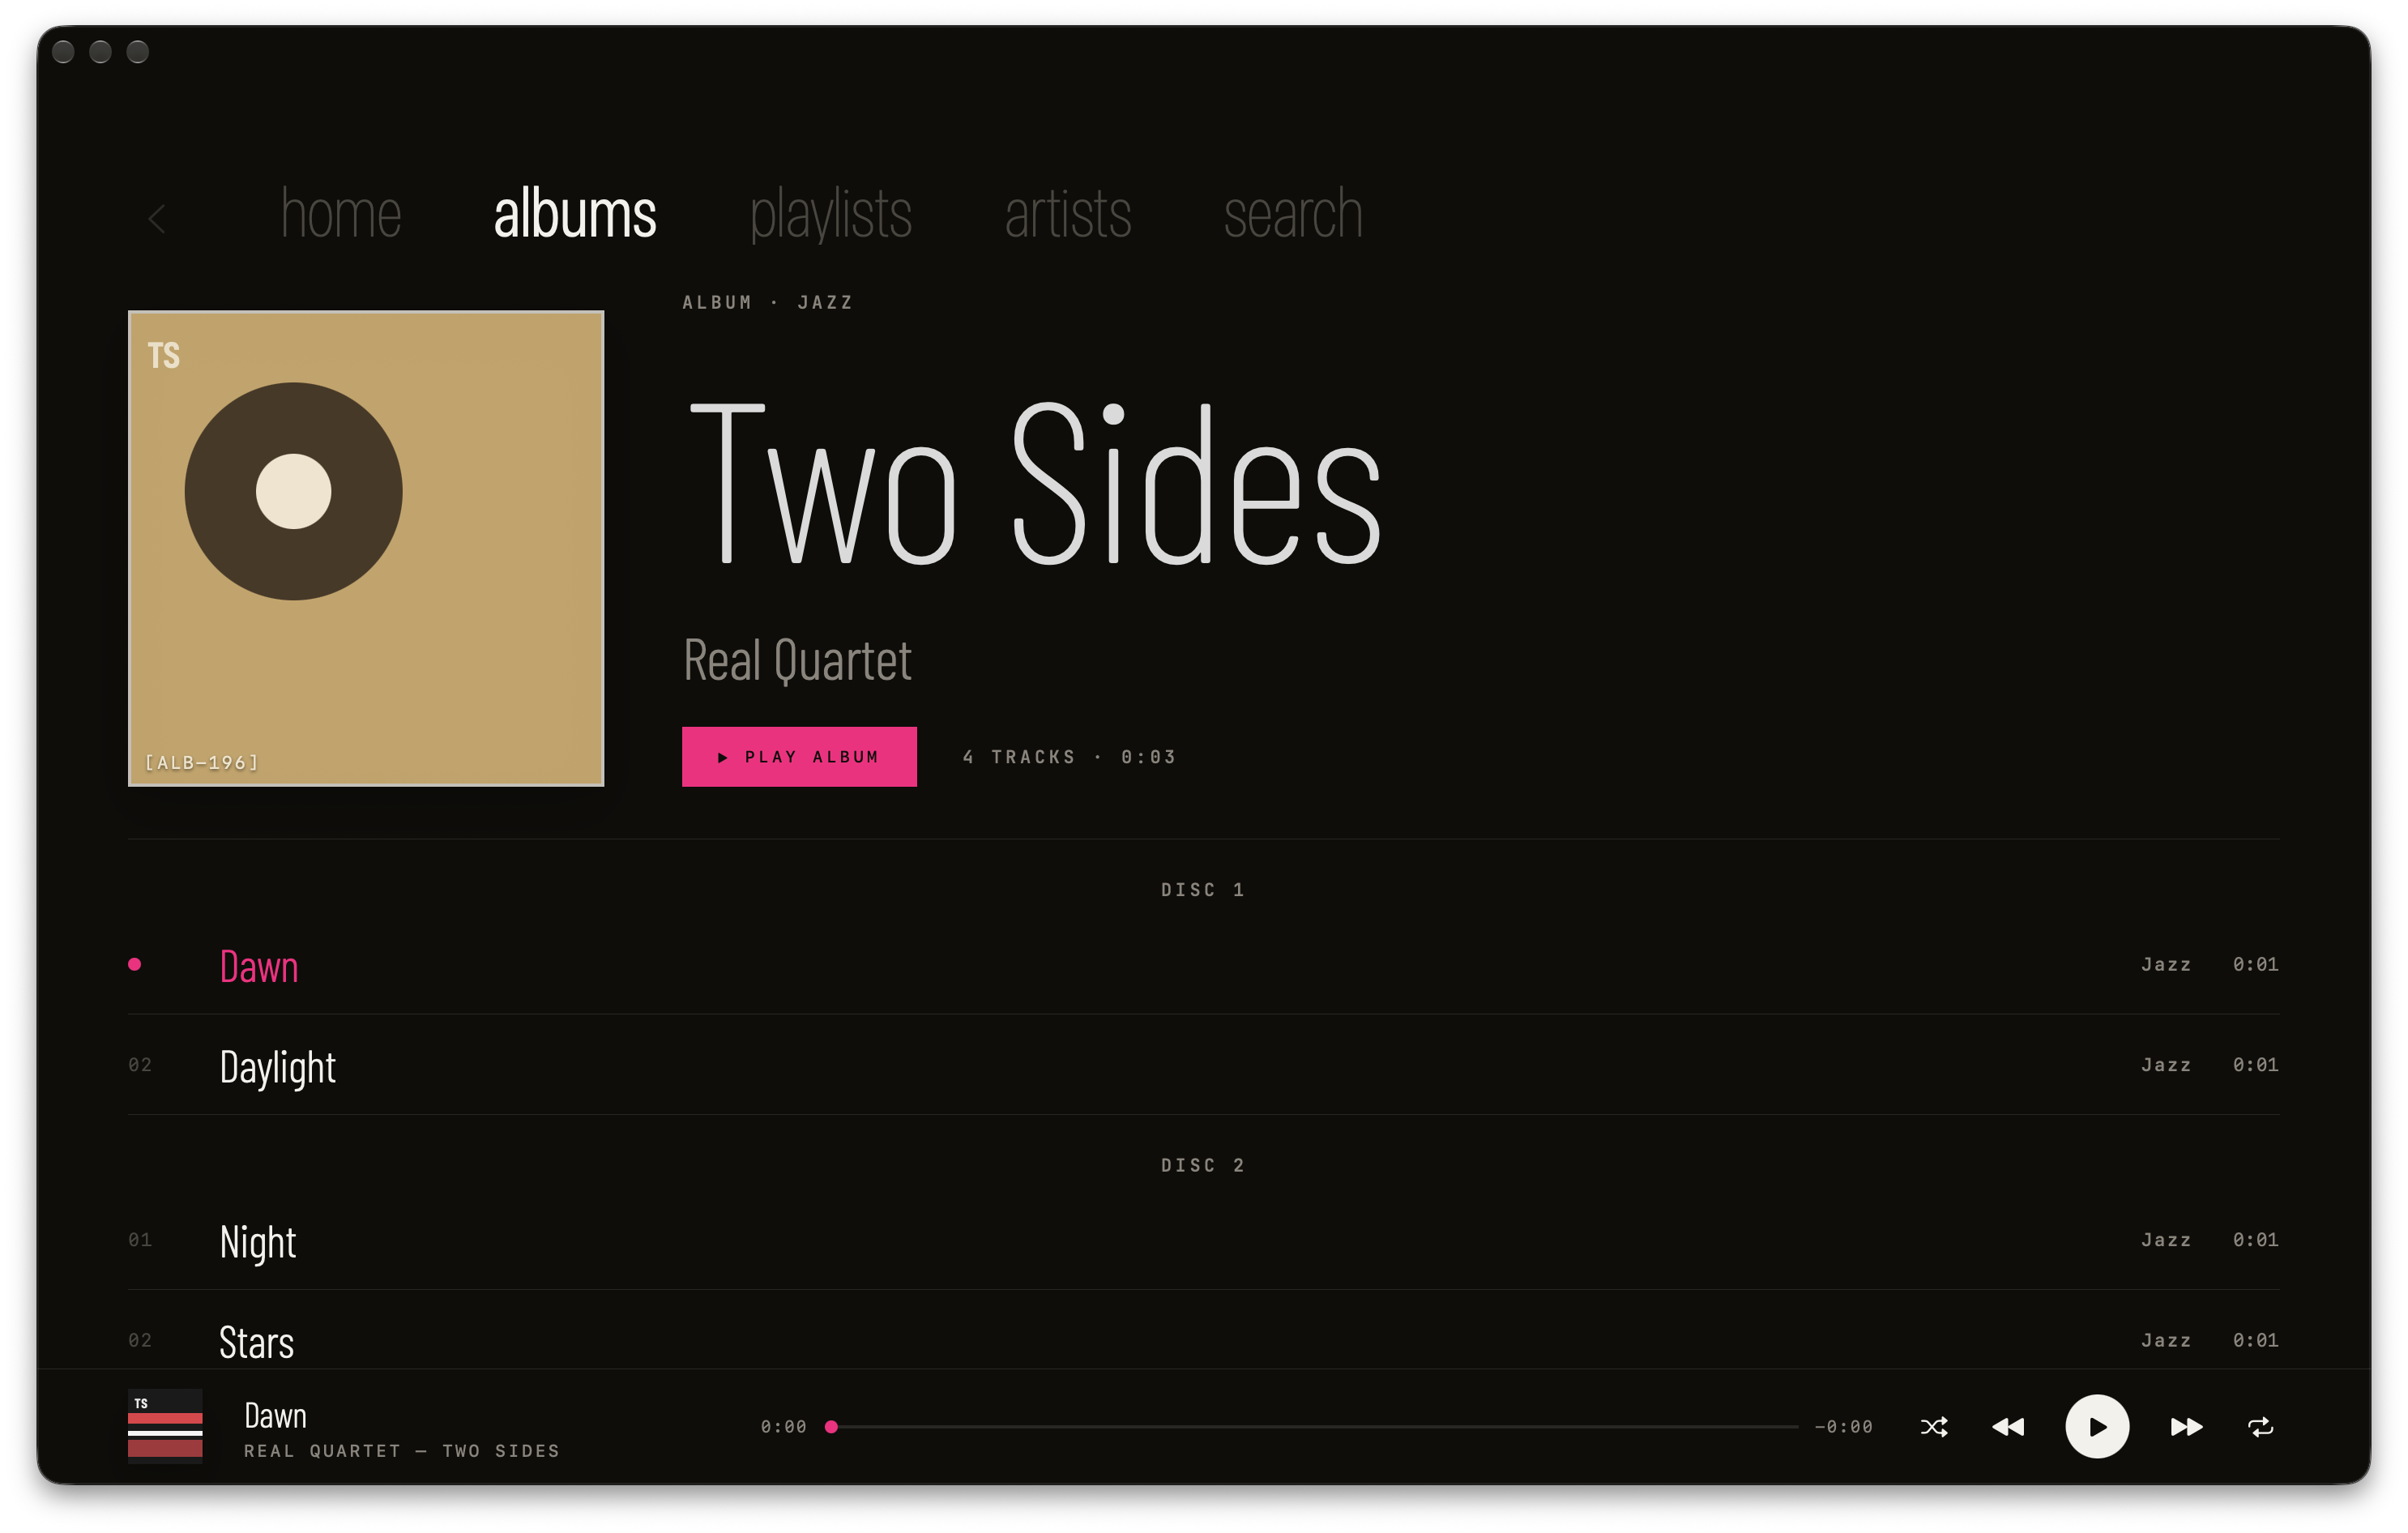 home albums playlists artists search
ALBUM · JAZZ
TS
Two Sides
Real Quartet
▶ PLAY ALBUM 4 TRACKS · 0:03
[ALB–196]
DISC 1
Dawn Jazz 0:01
02 Daylight Jazz 0:01
DISC 2
01 Night Jazz 0:01
02 Stars Jazz 0:01
TS
Dawn
REAL QUARTET — TWO SIDES
0:00 –0:00